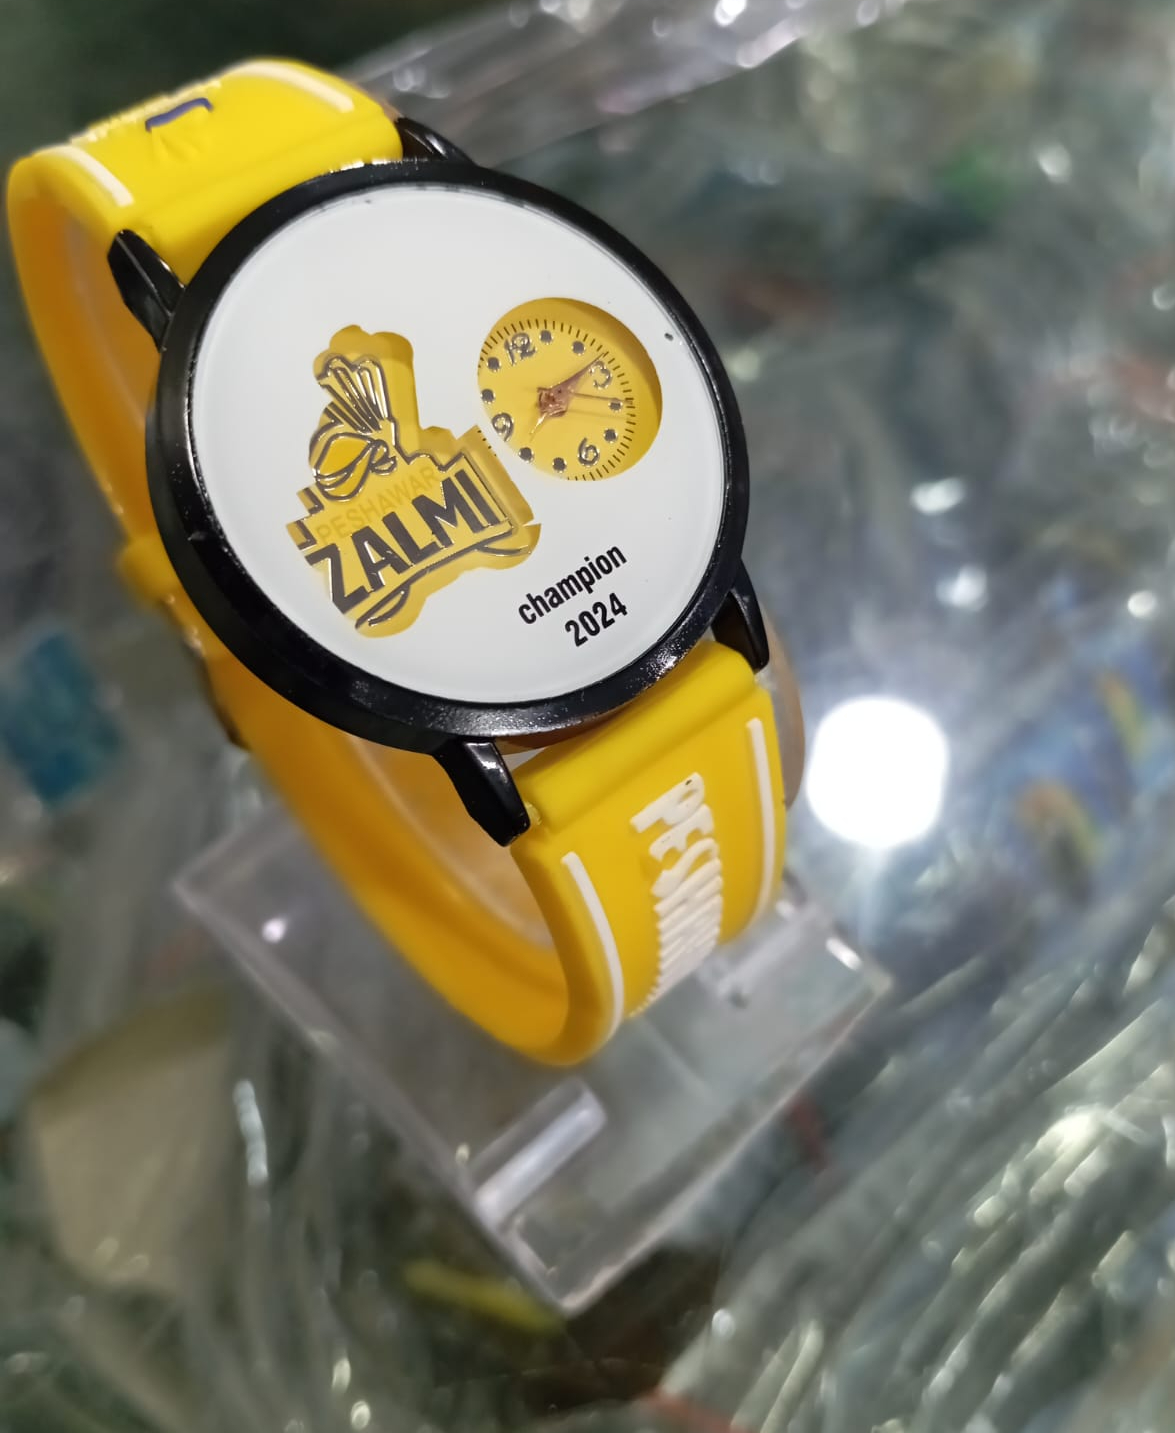 12
3
9
6
PESHAWAR
ZALMI
champion
2024